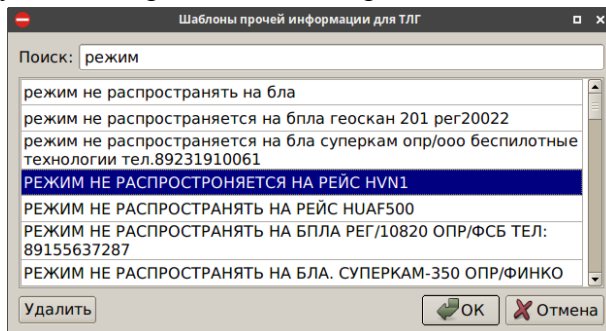 Шаблоны прочей информации для ТЛГ
Поиск: режим
режим не распространять на бла
режим не распространяется на бпла геоскан 201 рег20022
режим не распространяется на бла суперкам опр/ооо беспилотные
технологии тел.89231910061
РЕЖИМ НЕ РАСПРОСТРОНЯЕТСЯ НА РЕЙС HVN1
РЕЖИМ НЕ РАСПРОСТРАНЯТЬ НА РЕЙС HUAF500
РЕЖИМ НЕ РАСПРОСТРАНЯТЬ НА БПЛА РЕГ/10820 ОПР/ФСБ ТЕЛ:
89155637287
РЕЖИМ НЕ РАСПРОСТРАНЯТЬ НА БЛА. СУПЕРКАМ-350 ОПР/ФИНКО
Удалить ОК Отмена